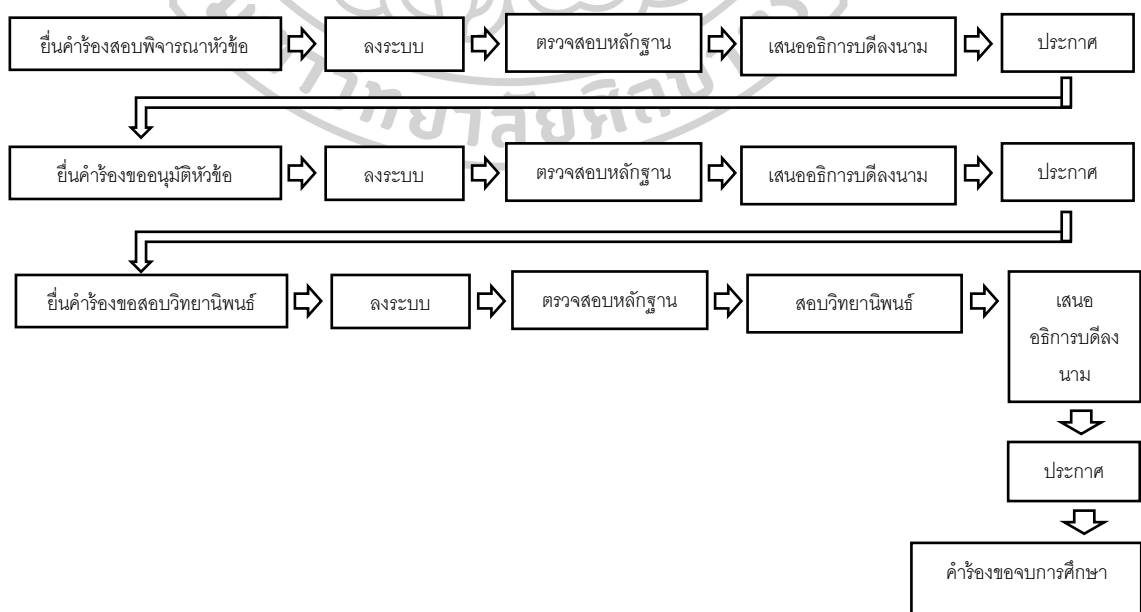 ยื่นคำร้องสอบพิจารณาหัวข้อ
ลงระบบ
ตรวจสอบหลักฐาน
เสนออธิการบดีลงนาม
ประกาศ
ยื่นคำร้องขออนุมัติหัวข้อ
ลงระบบ
ตรวจสอบหลักฐาน
เสนออธิการบดีลงนาม
ประกาศ
ยื่นคำร้องขอสอบวิทยานิพนธ์
ลงระบบ
ตรวจสอบหลักฐาน
สอบวิทยานิพนธ์
เสนอ
อธิการบดีลง
นาม
ประกาศ
คำร้องขอจบการศึกษา